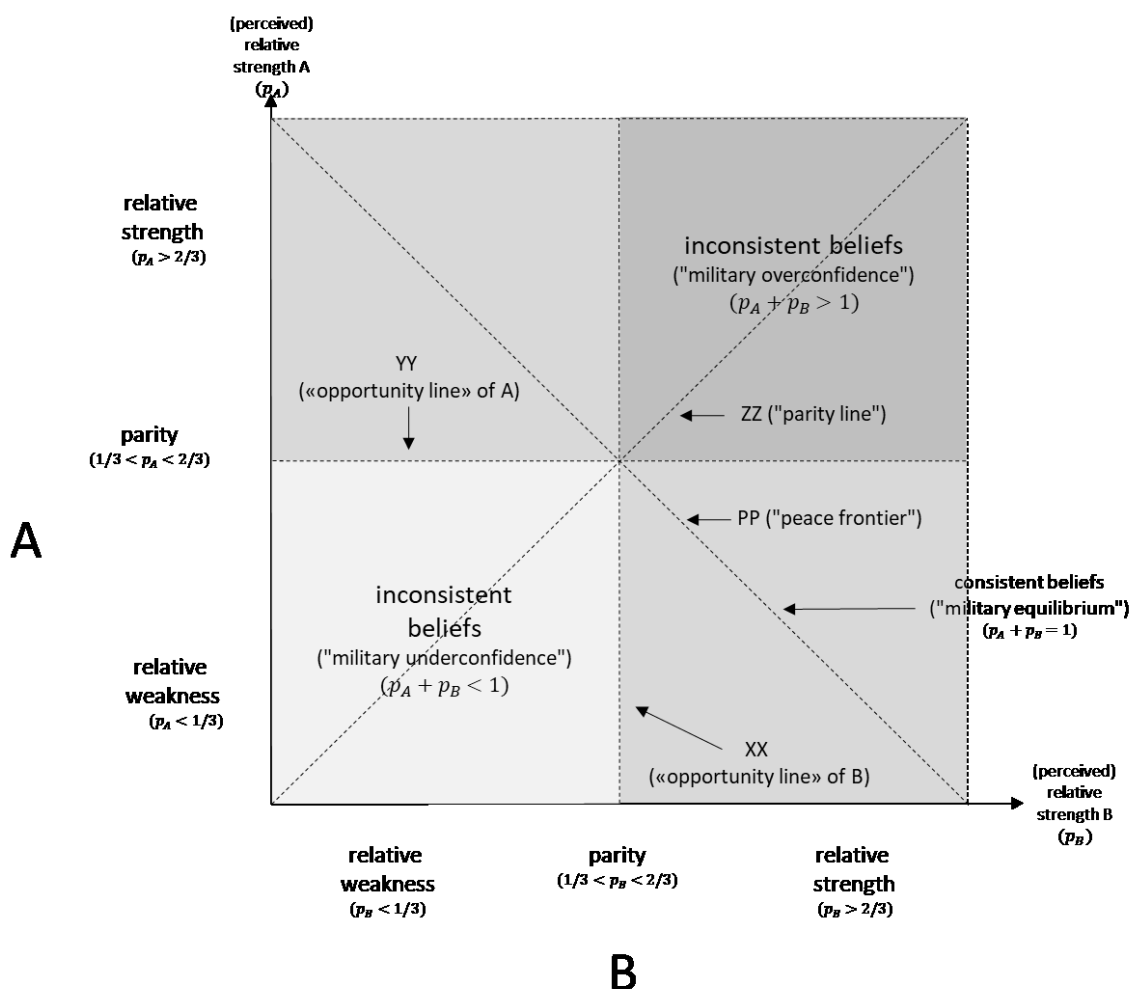 (perceived)
relative
strength A
(p_A)
relative
strength
(p_A > 2/3)
inconsistent beliefs
("military overconfidence")
(p_A + p_B > 1)
YY
(«opportunity line» of A)
ZZ ("parity line")
parity
(1/3 < p_A < 2/3)
PP ("peace frontier")
A
consistent beliefs
("military equilibrium")
(p_A + p_B = 1)
inconsistent
beliefs
("military underconfidence")
(p_A + p_B < 1)
relative
weakness
(p_A < 1/3)
XX
(«opportunity line» of B)
(perceived)
relative
strength B
(p_B)
relative
weakness
(p_B < 1/3)
parity
(1/3 < p_B < 2/3)
relative
strength
(p_B > 2/3)
B